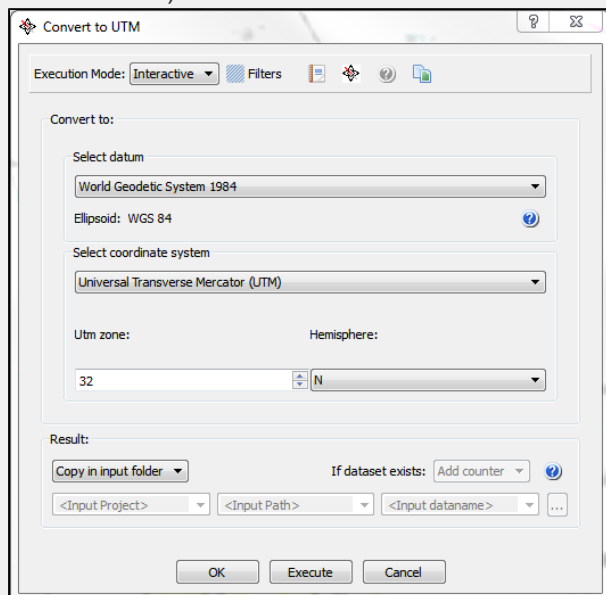 Convert to UTM
Execution Mode: Interactive Filters
Convert to:
Select datum
World Geodetic System 1984
Ellipsoid: WGS 84
Select coordinate system
Universal Transverse Mercator (UTM)
Utm zone: Hemisphere:
32 N
Result:
Copy in input folder If dataset exists: Add counter
<Input Project> <Input Path> <Input dataname> ...
OK Execute Cancel